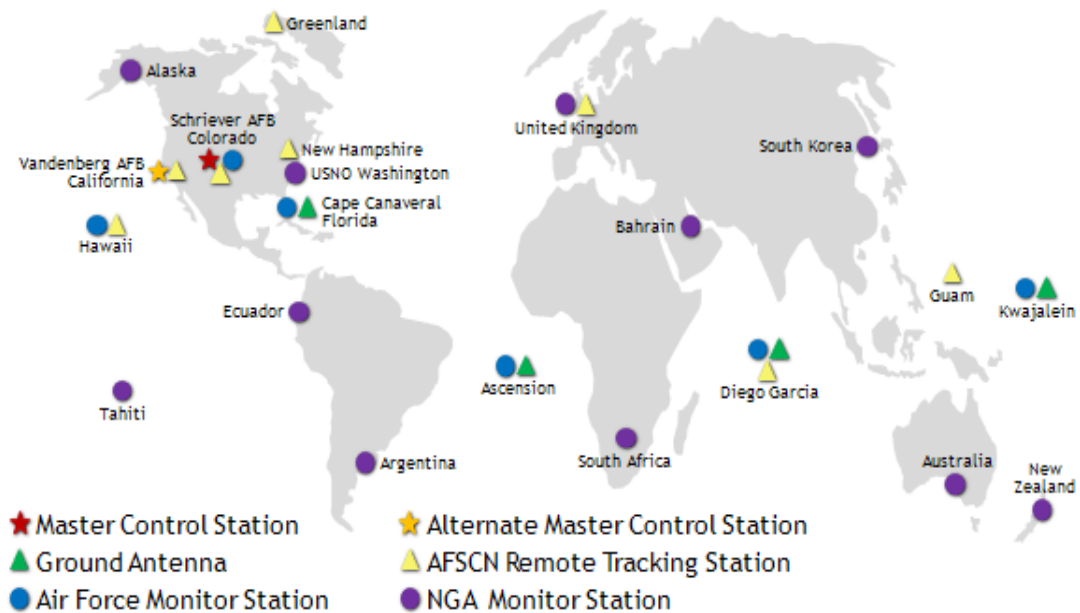 Greenland
Alaska
Schriever AFB
Colorado
United Kingdom
South Korea
New Hampshire
Vandenberg AFB
California
USNO Washington
Cape Canaveral
Florida
Hawaii
Bahrain
Guam
Kwajalein
Ecuador
Ascension
Diego Garcia
Tahiti
Argentina
South Africa
Australia
New
Zealand
Master Control Station
Alternate Master Control Station
Ground Antenna
AFSCN Remote Tracking Station
Air Force Monitor Station
NGA Monitor Station